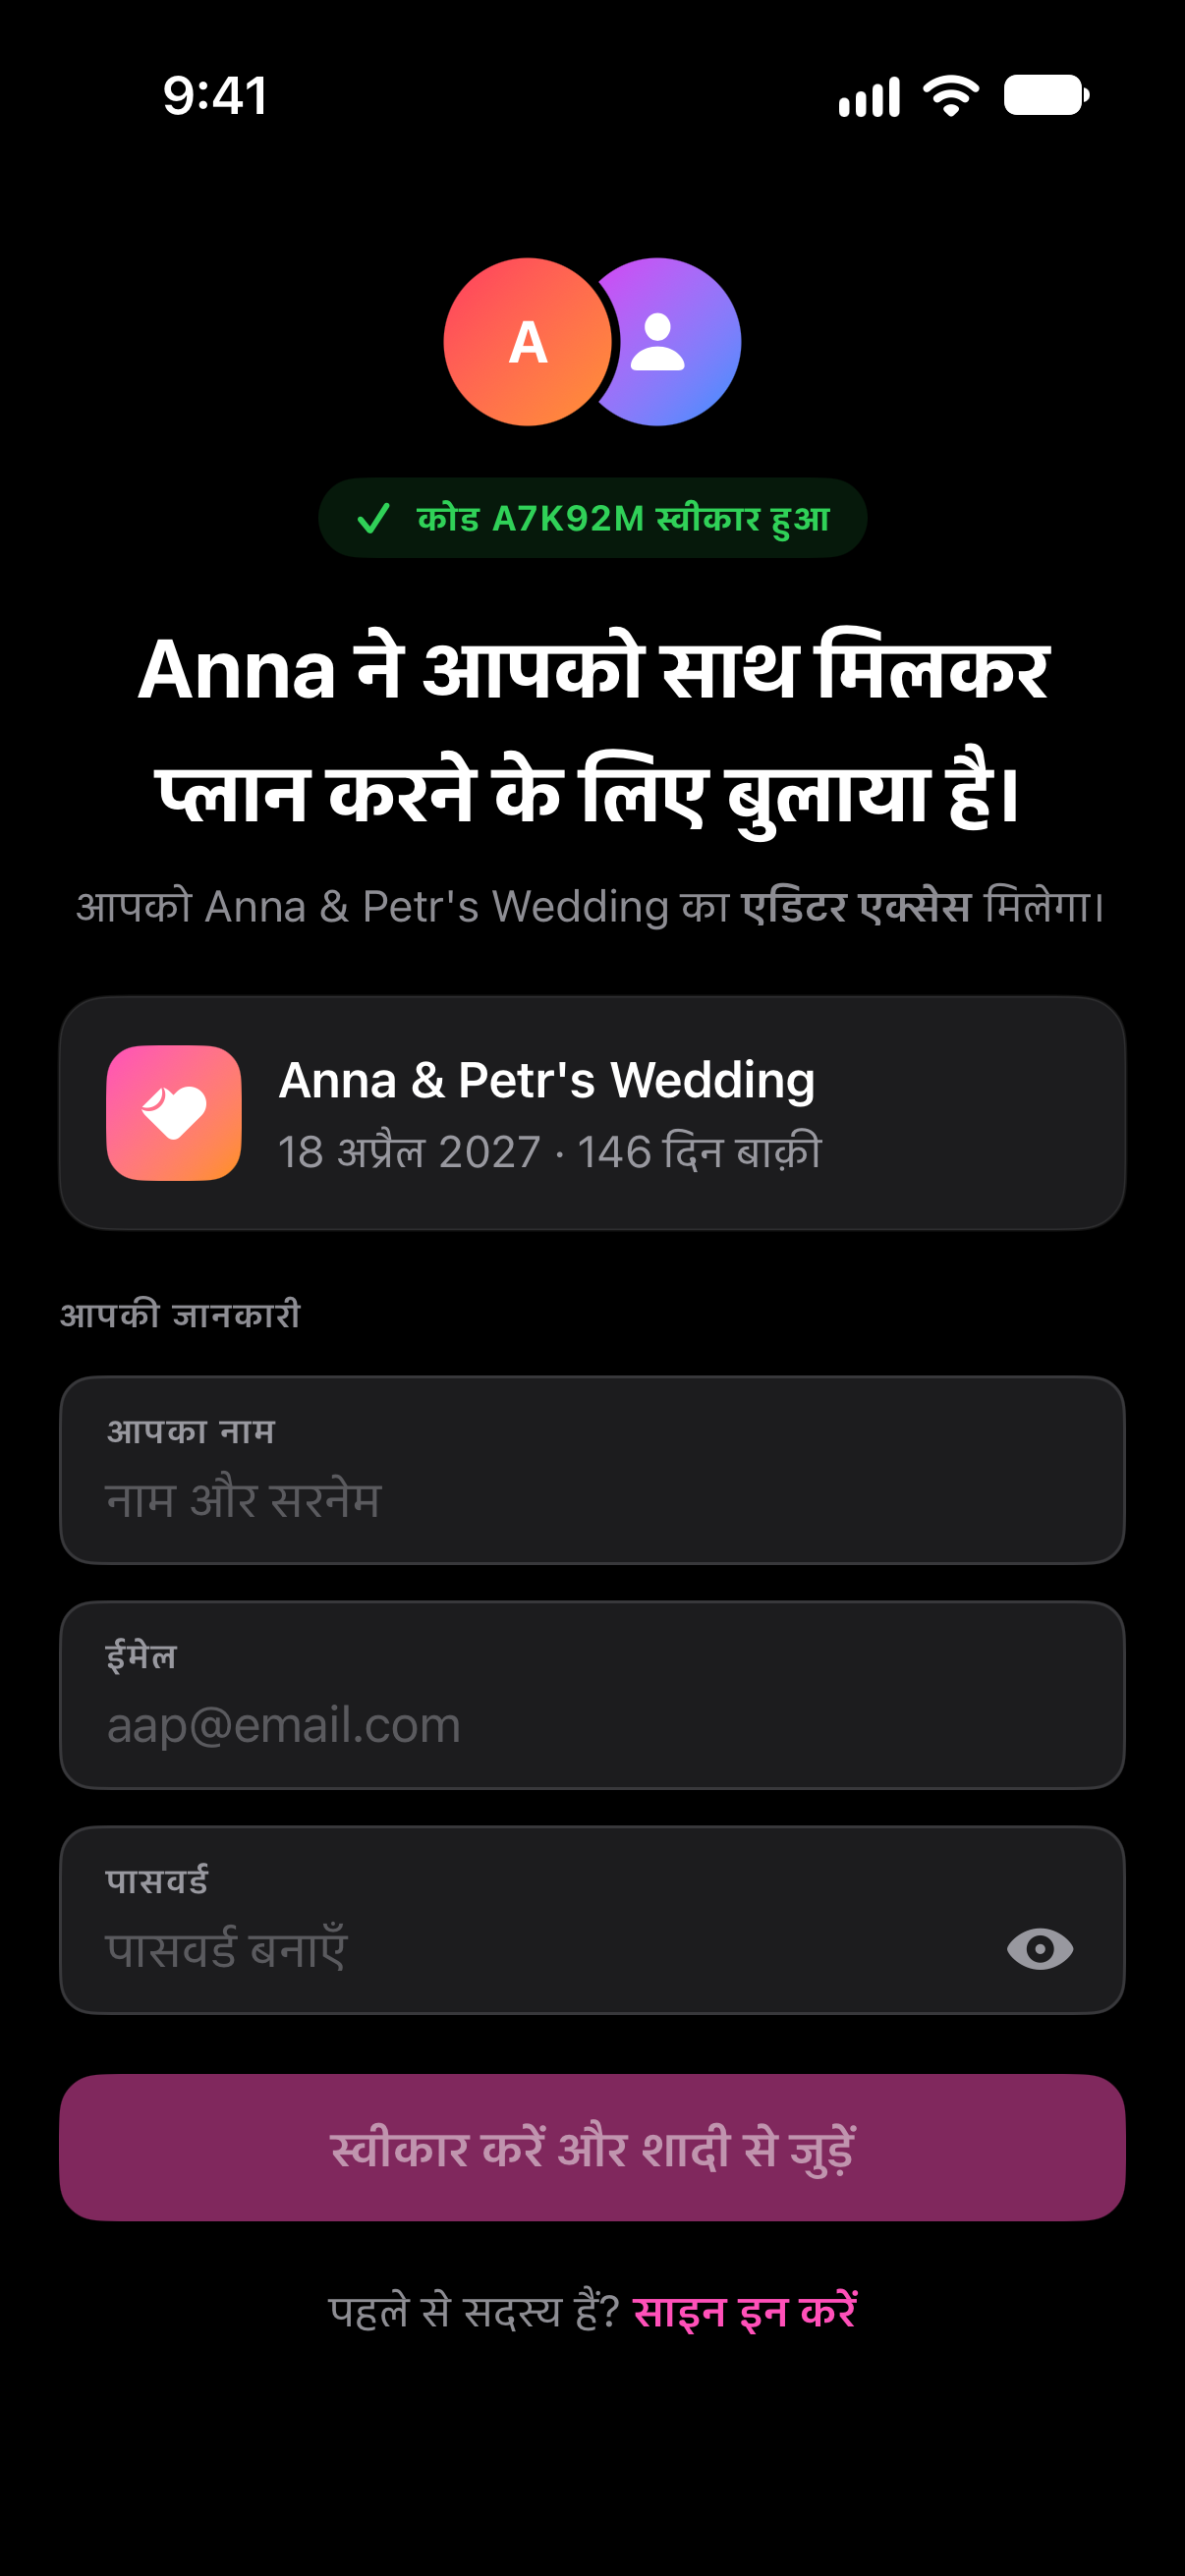 9:41
A
कोड A7K92M स्वीकार हुआ
Anna ने आपको साथ मिलकर
प्लान करने के लिए बुलाया है।
आपको Anna & Petr's Wedding का एडिटर एक्सेस मिलेगा।
Anna & Petr's Wedding
18 अप्रैल 2027 · 146 दिन बाक़ी
आपकी जानकारी
आपका नाम
नाम और सरनेम
ईमेल
aap@email.com
पासवर्ड
पासवर्ड बनाएँ
स्वीकार करें और शादी से जुड़ें
पहले से सदस्य हैं? साइन इन करें